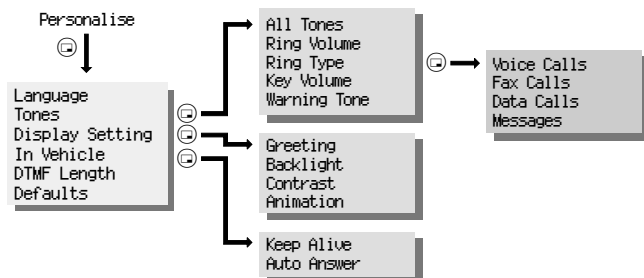 Personalise
Language
Tones
Display Setting
In Vehicle
DTMF Length
Defaults
All Tones
Ring Volume
Ring Type
Key Volume
Warning Tone
Voice Calls
Fax Calls
Data Calls
Messages
Greeting
Backlight
Contrast
Animation
Keep Alive
Auto Answer